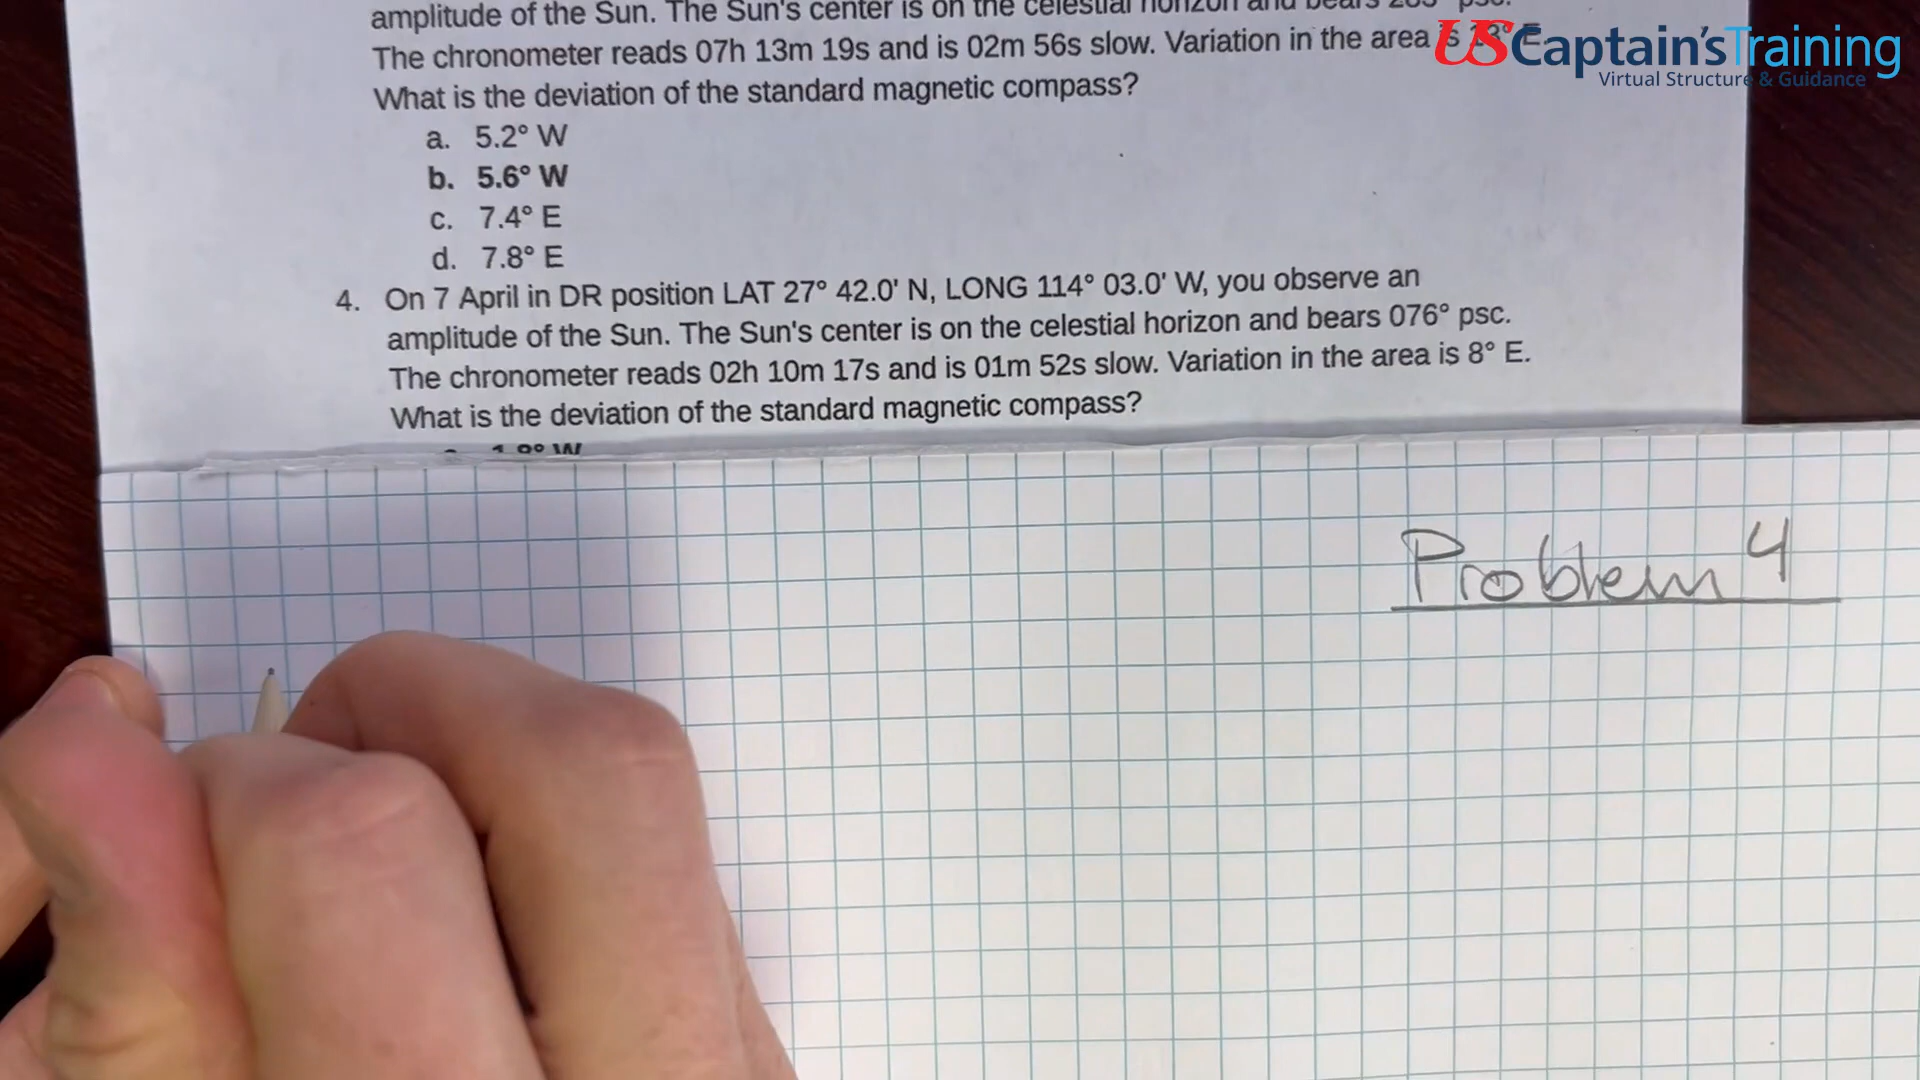 amplitude of the Sun. The Sun's center is on the celestial horizon and bears
USCaptain'sTraining
Virtual Structure & Guidance
The chronometer reads 07h 13m 19s and is 02m 56s slow. Variation in the area is E
What is the deviation of the standard magnetic compass?
a. 5.2° W
b. 5.6° W
c. 7.4° E
d. 7.8° E
4. On 7 April in DR position LAT 27° 42.0' N, LONG 114° 03.0' W, you observe an
amplitude of the Sun. The Sun's center is on the celestial horizon and bears 076° psc.
The chronometer reads 02h 10m 17s and is 01m 52s slow. Variation in the area is 8° E.
What is the deviation of the standard magnetic compass?
Problem 4